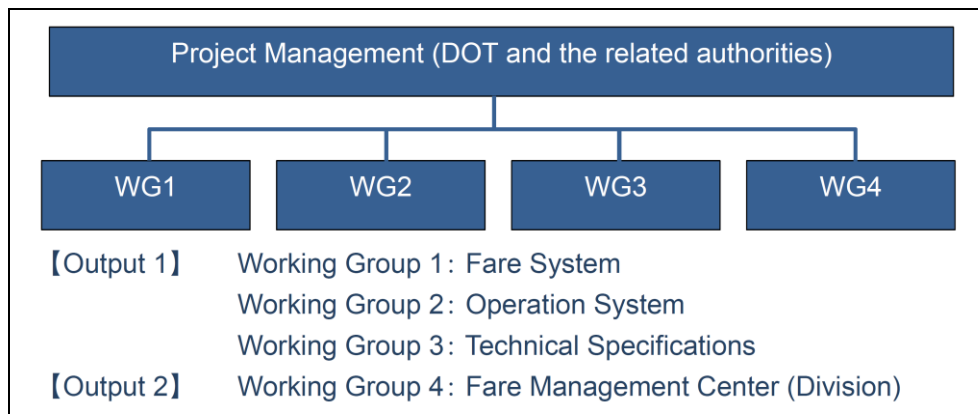 Project Management (DOT and the related authorities)
WG1 WG2 WG3 WG4
【Output 1】 Working Group 1: Fare System
Working Group 2: Operation System
Working Group 3: Technical Specifications
【Output 2】 Working Group 4: Fare Management Center (Division)